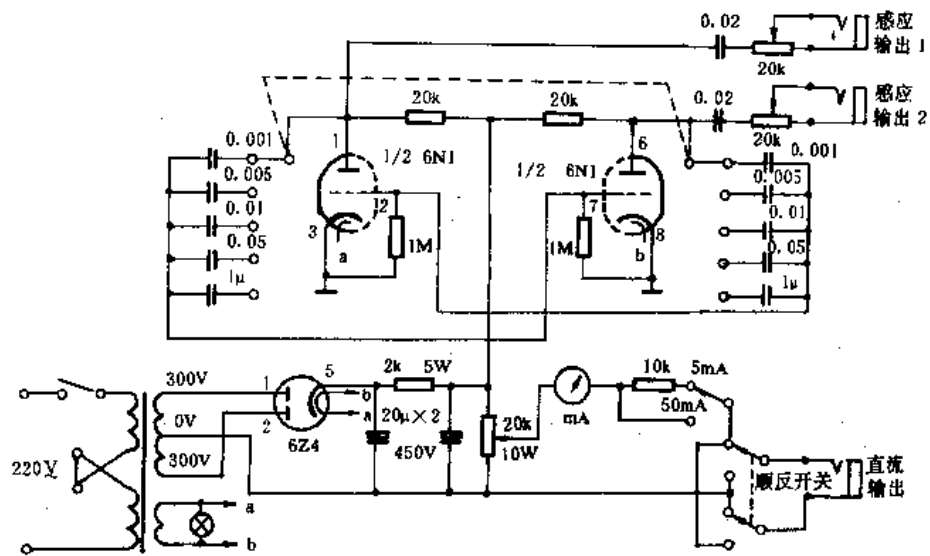 0.02
感应
输出 1
20k
20k
20k
0.02
感应
输出 2
20k
0.001
0.005
0.01
0.05
1μ
1
1/2 6N1
2
3
a
1M
1/2 6N1
6
7
8
b
1M
0.001
0.005
0.01
0.05
1μ
220V
300V
0V
300V
1
2
5
6Z4
b
a
2k 5W
20μ×2
450V
20k
10W
mA
10k
5mA
50mA
顺反开关
直流
输出
a
b